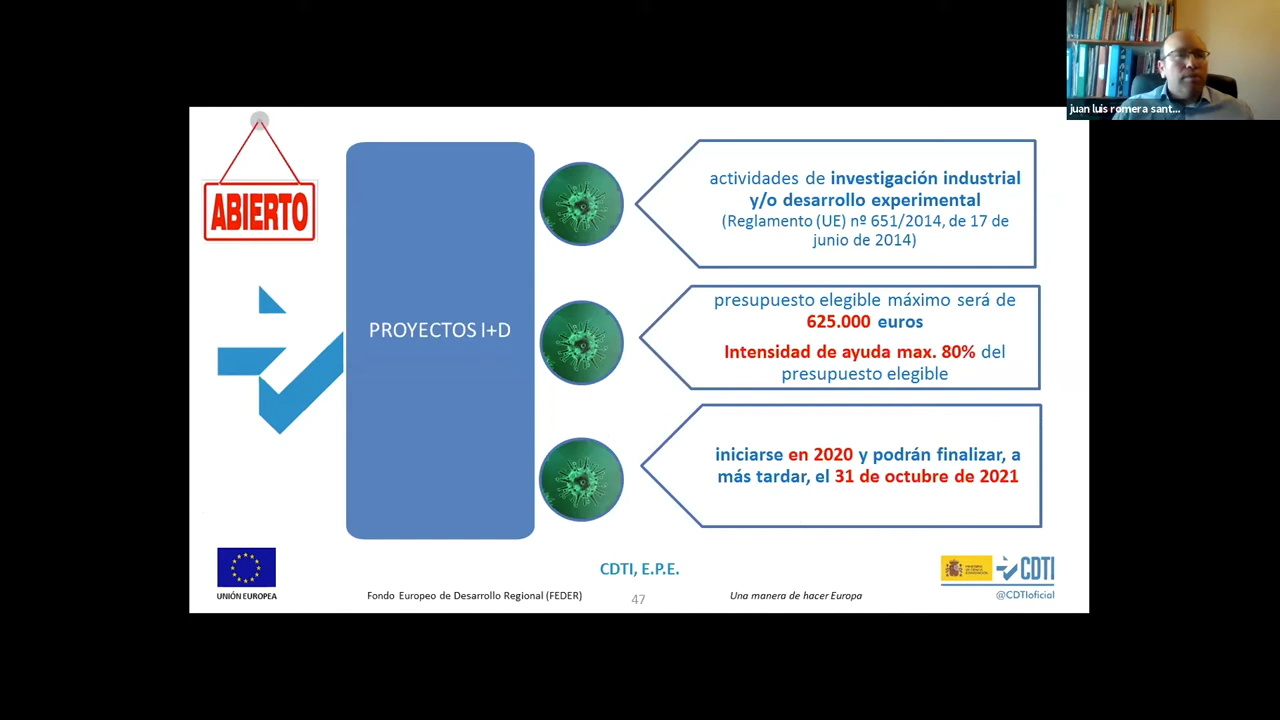 juan luis romera sant...
ABIERTO
PROYECTOS I+D
actividades de investigación industrial
y/o desarrollo experimental
(Reglamento (UE) nº 651/2014, de 17 de
junio de 2014)
presupuesto elegible máximo será de
625.000 euros
Intensidad de ayuda max. 80% del
presupuesto elegible
iniciarse en 2020 y podrán finalizar, a
más tardar, el 31 de octubre de 2021
UNIÓN EUROPEA
CDTI, E.P.E.
Fondo Europeo de Desarrollo Regional (FEDER)
47
Una manera de hacer Europa
CDTI
@CDTIoficial